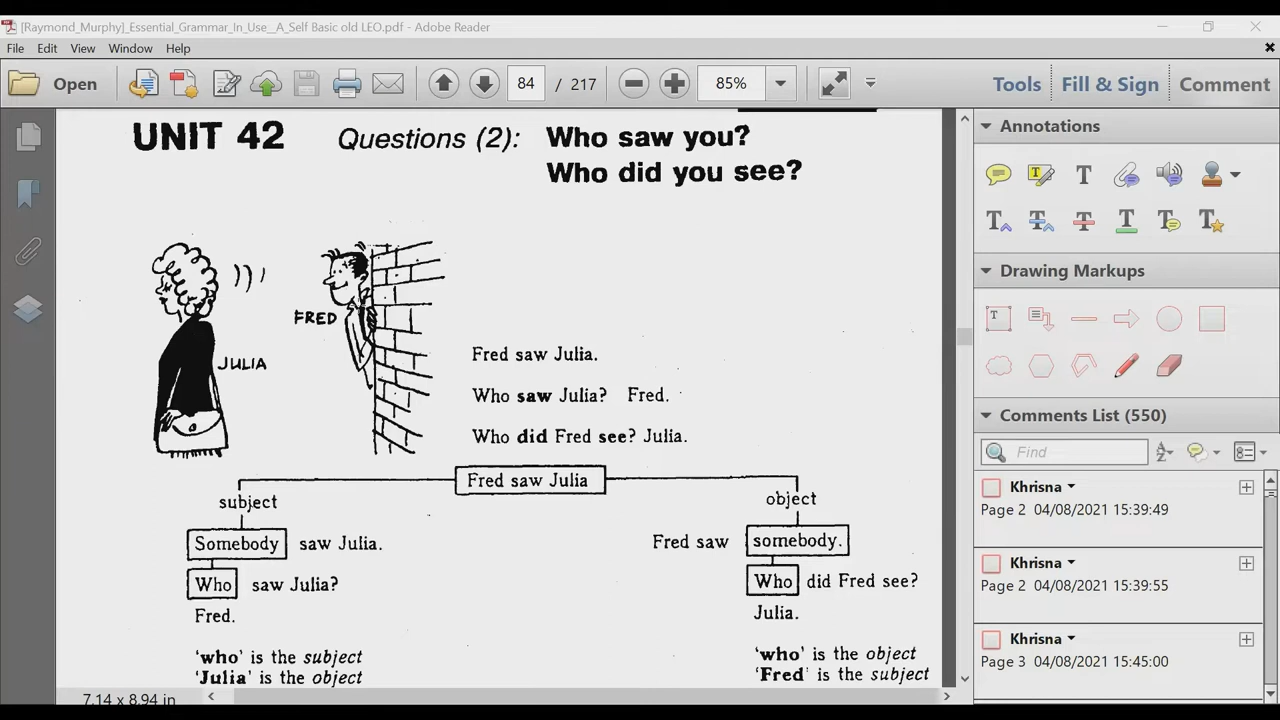 [Raymond_Murphy]_Essential_Grammar_In_Use__A_Self Basic old LEO.pdf - Adobe Reader
File Edit View Window Help
Open 84 / 217 85% Tools Fill & Sign Comment
UNIT 42 Questions (2): Who saw you?
Who did you see?
FRED
JULIA
Fred saw Julia.
Who saw Julia? Fred.
Who did Fred see? Julia.
Fred saw Julia
subject
object
Somebody saw Julia.
Fred saw somebody.
Who saw Julia?
Who did Fred see?
Fred.
Julia.
‘who’ is the subject
‘who’ is the object
‘Julia’ is the object
‘Fred’ is the subject
7.14 x 8.94 in
Annotations
Drawing Markups
Comments List (550)
Find
Khrisna
Page 2 04/08/2021 15:39:49
Khrisna
Page 2 04/08/2021 15:39:55
Khrisna
Page 3 04/08/2021 15:45:00